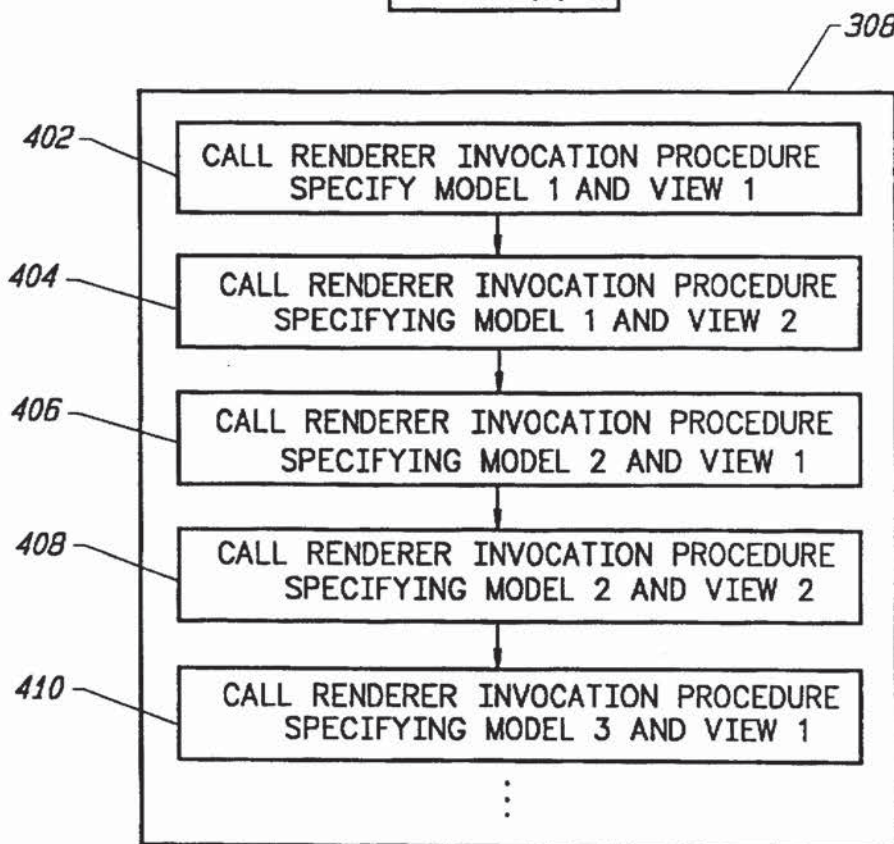 308
402
CALL RENDERER INVOCATION PROCEDURE
SPECIFY MODEL 1 AND VIEW 1
404
CALL RENDERER INVOCATION PROCEDURE
SPECIFYING MODEL 1 AND VIEW 2
406
CALL RENDERER INVOCATION PROCEDURE
SPECIFYING MODEL 2 AND VIEW 1
408
CALL RENDERER INVOCATION PROCEDURE
SPECIFYING MODEL 2 AND VIEW 2
410
CALL RENDERER INVOCATION PROCEDURE
SPECIFYING MODEL 3 AND VIEW 1